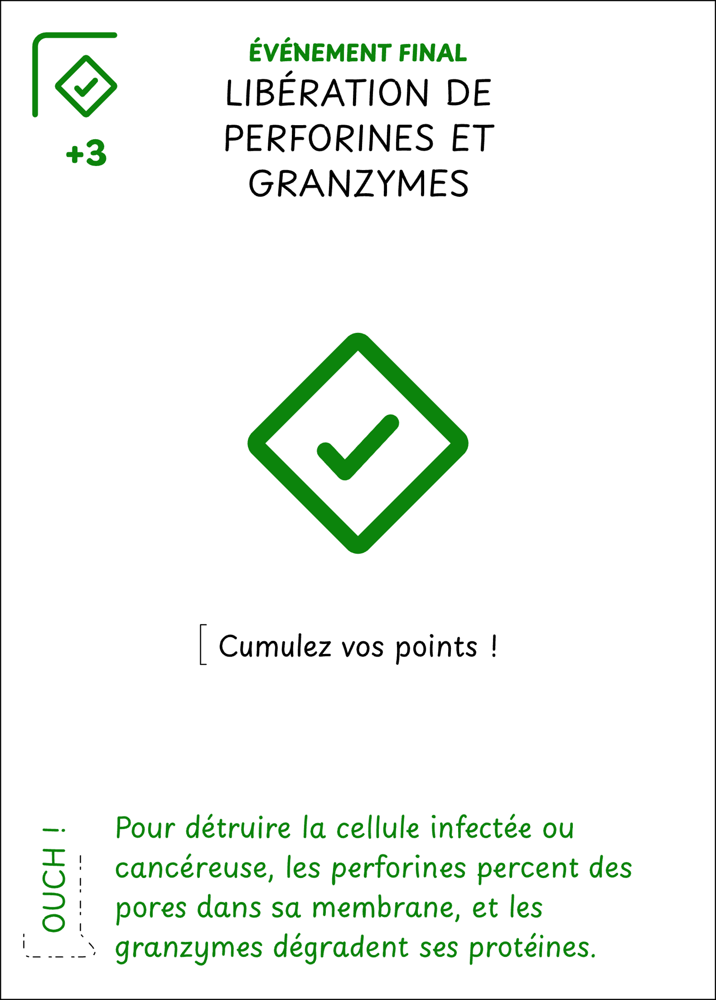 ÉVÉNEMENT FINAL
LIBÉRATION DE
PERFORINES ET
GRANZYMES
+3
Cumulez vos points !
OUCH !
Pour détruire la cellule infectée ou
cancéreuse, les perforines percent des
pores dans sa membrane, et les
granzymes dégradent ses protéines.